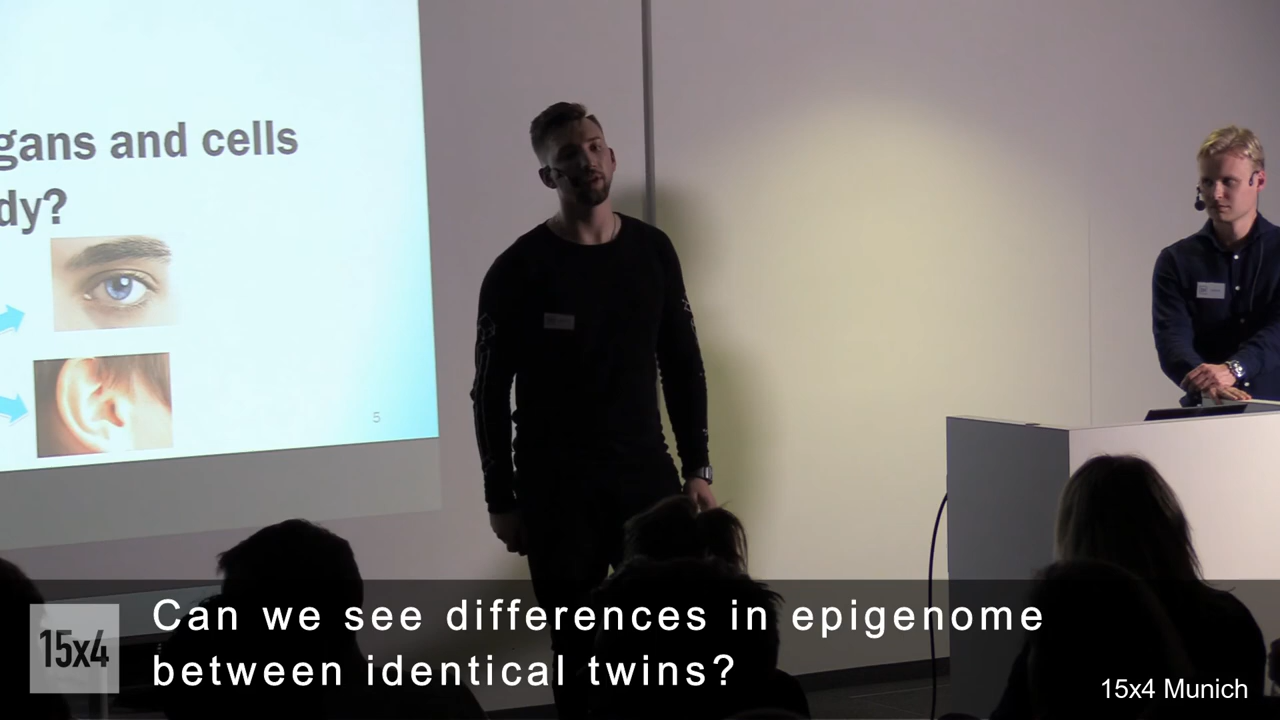 gans and cells
dy?
5
Can we see differences in epigenome
between identical twins?
15x4
15x4 Munich